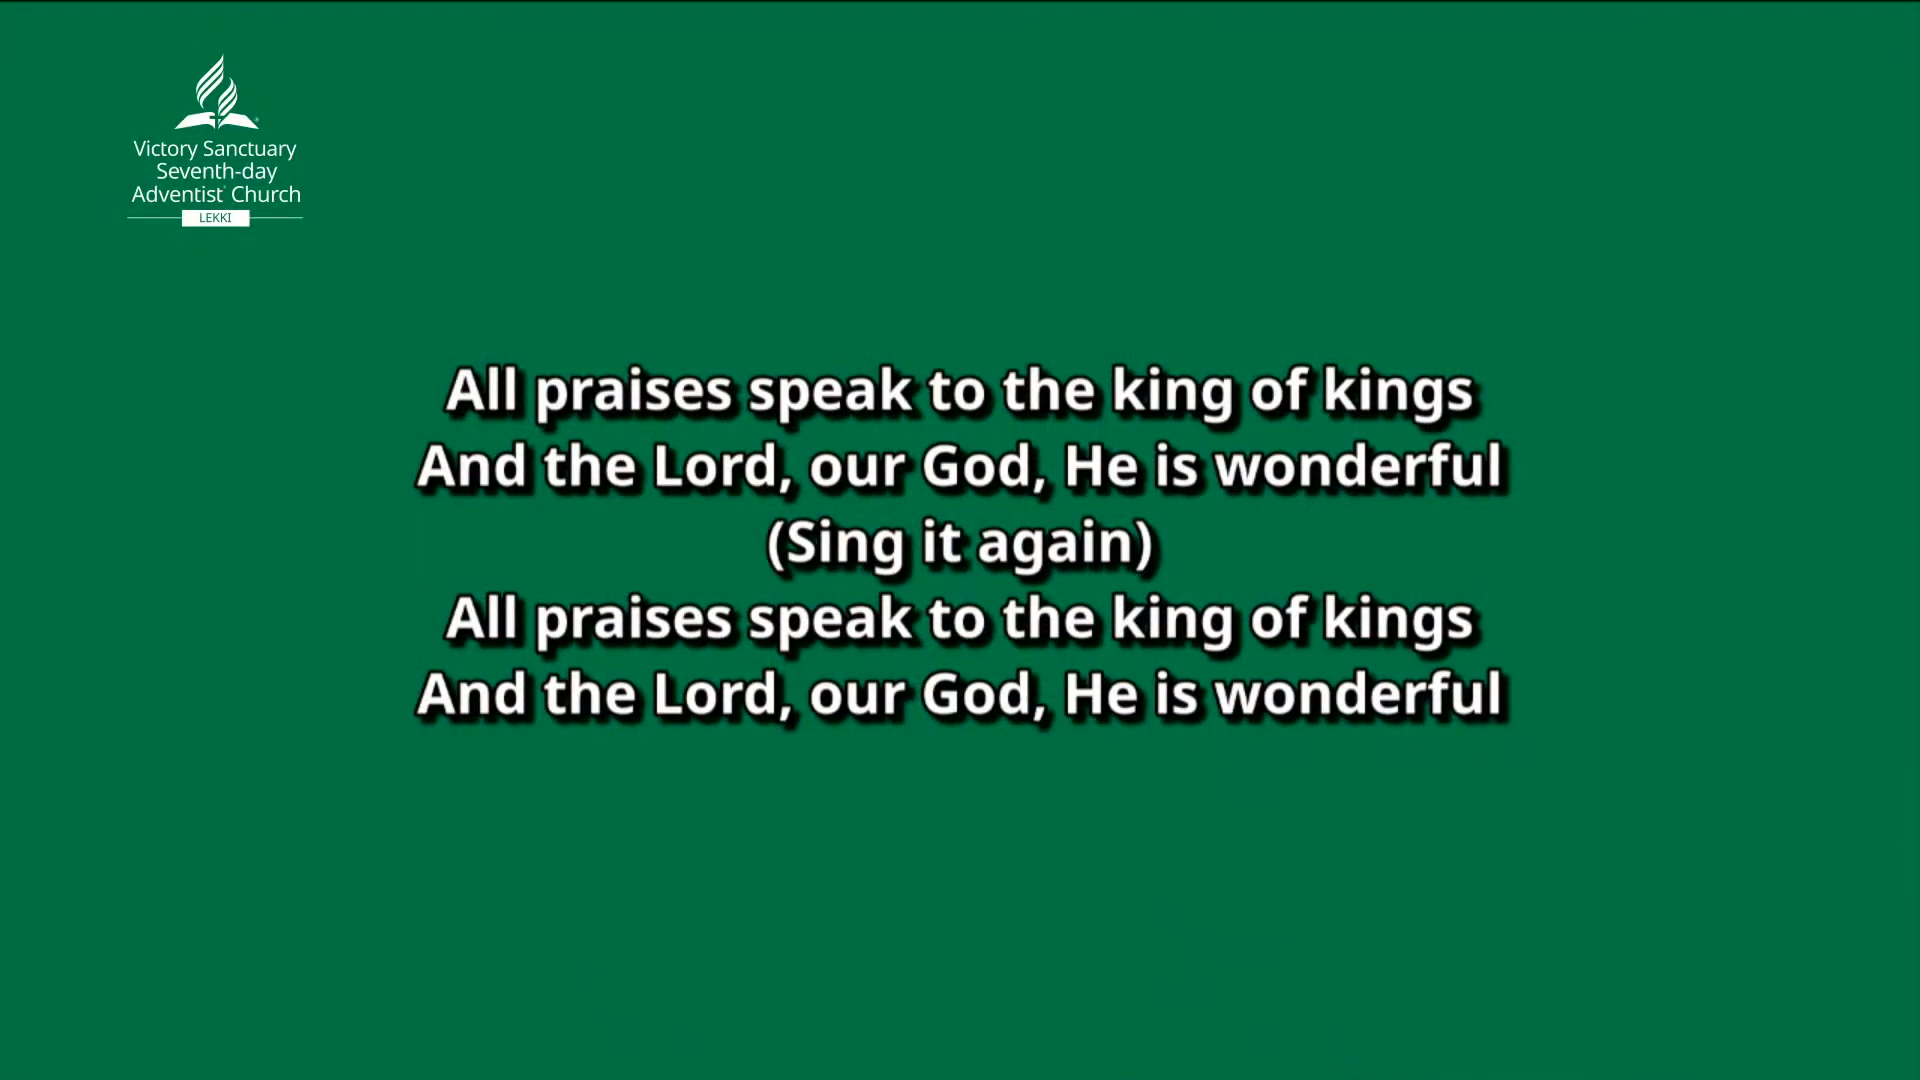 Victory Sanctuary
Seventh-day
Adventist Church
LEKKI
All praises speak to the king of kings
And the Lord, our God, He is wonderful
(Sing it again)
All praises speak to the king of kings
And the Lord, our God, He is wonderful